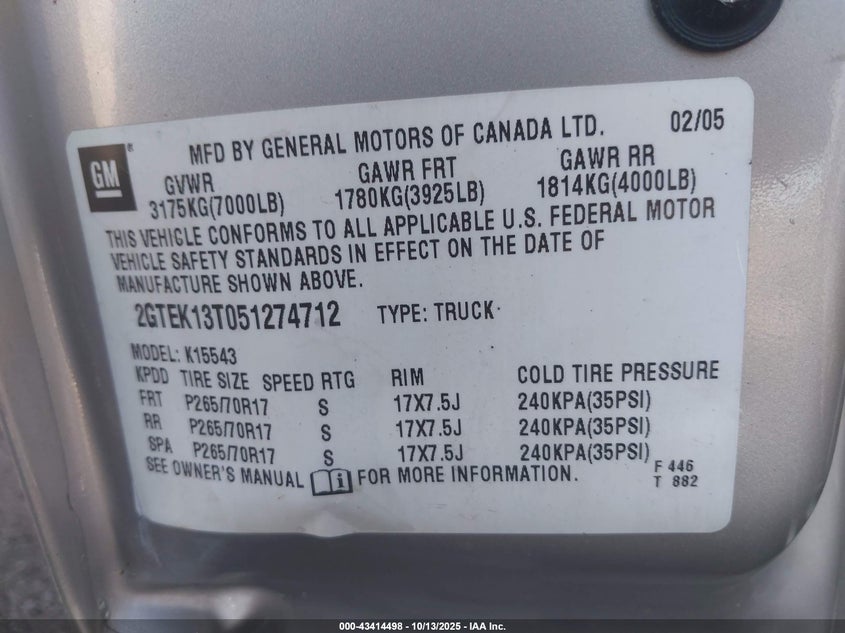 MFD BY GENERAL MOTORS OF CANADA LTD. 02/05
GM ®
GVWR GAWR FRT GAWR RR
3175KG(7000LB) 1780KG(3925LB) 1814KG(4000LB)
THIS VEHICLE CONFORMS TO ALL APPLICABLE U.S. FEDERAL MOTOR
VEHICLE SAFETY STANDARDS IN EFFECT ON THE DATE OF
MANUFACTURE SHOWN ABOVE.
2GTEK13T051274712 TYPE: TRUCK
MODEL: K15543
KPDD TIRE SIZE SPEED RTG RIM COLD TIRE PRESSURE
FRT P265/70R17 S 17X7.5J 240KPA(35PSI)
RR P265/70R17 S 17X7.5J 240KPA(35PSI)
SPA P265/70R17 S 17X7.5J 240KPA(35PSI)
SEE OWNER'S MANUAL i FOR MORE INFORMATION.
F 446
T 882
000-43414498 - 10/13/2025 - IAA Inc.